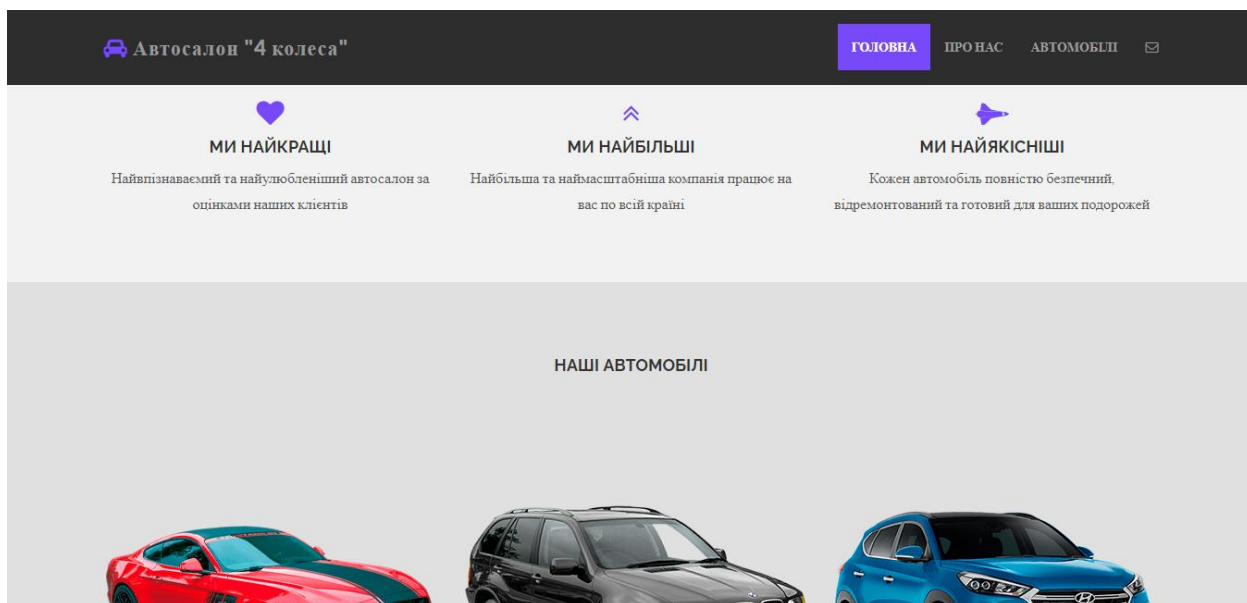 Автосалон "4 колеса"
ГОЛОВНА ПРО НАС АВТОМОБІЛІ
МИ НАЙКРАЩІ
Найвпізнаваємий та найулюбленіший автосалон за
оцінками наших клієнтів
МИ НАЙБІЛЬШІ
Найбільша та наймасштабніша компанія працює на
вас по всій країні
МИ НАЙЯКІСНІШІ
Кожен автомобіль повністю безпечний,
відремонтований та готовий для ваших подорожей
НАШІ АВТОМОБІЛІ